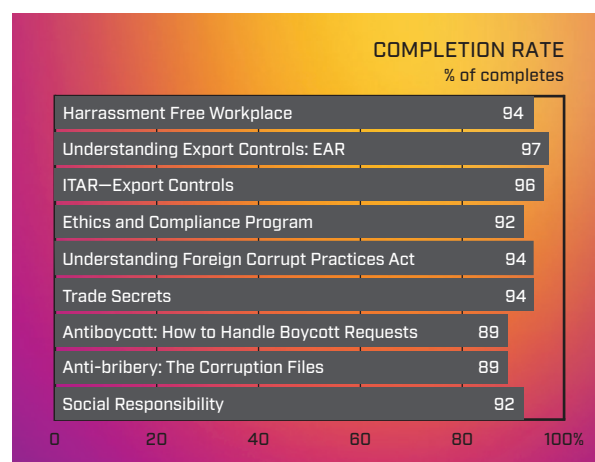 COMPLETION RATE
% of completes
Harrassment Free Workplace 94
Understanding Export Controls: EAR 97
ITAR—Export Controls 96
Ethics and Compliance Program 92
Understanding Foreign Corrupt Practices Act 94
Trade Secrets 94
Antiboycott: How to Handle Boycott Requests 89
Anti-bribery: The Corruption Files 89
Social Responsibility 92
0 20 40 60 80 100%